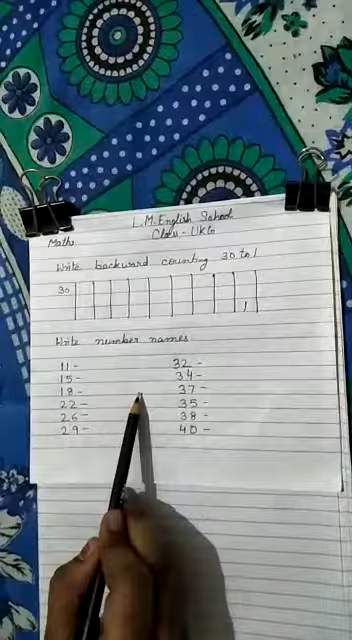 L.M. English School
Maths
Class - UKG
Write backward counting 30 to 1
30
1
Write number names
11 - 32 -
15 - 34 -
18 - 37 -
22 - 35 -
26 - 38 -
29 - 40 -